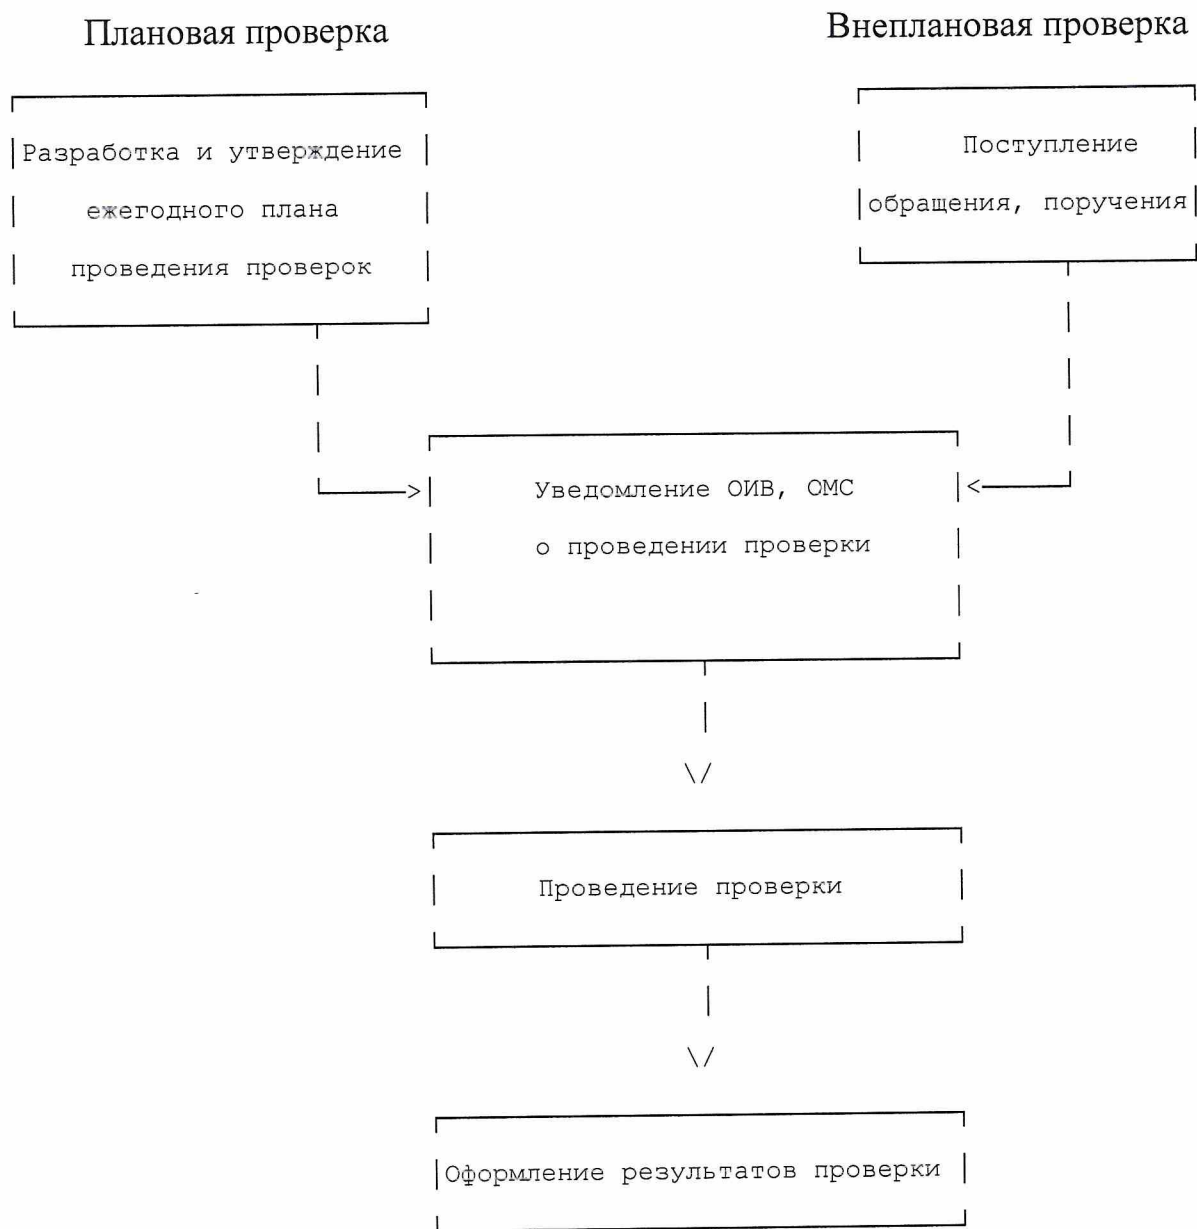 Плановая проверка
Внеплановая проверка
Разработка и утверждение
ежегодного плана
проведения проверок
Поступление
обращения, поручения
Уведомление ОИВ, ОМС
о проведении проверки
Проведение проверки
Оформление результатов проверки